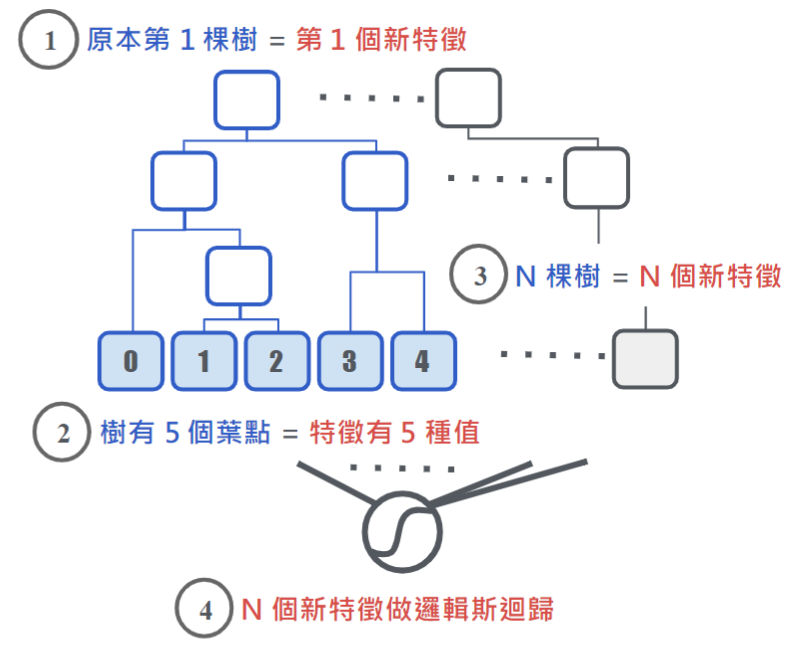 1 原本第 1 棵樹 = 第 1 個新特徵
3 N 棵樹 = N 個新特徵
0 1 2 3 4
2 樹有 5 個葉點 = 特徵有 5 種值
4 N 個新特徵做邏輯斯迴歸